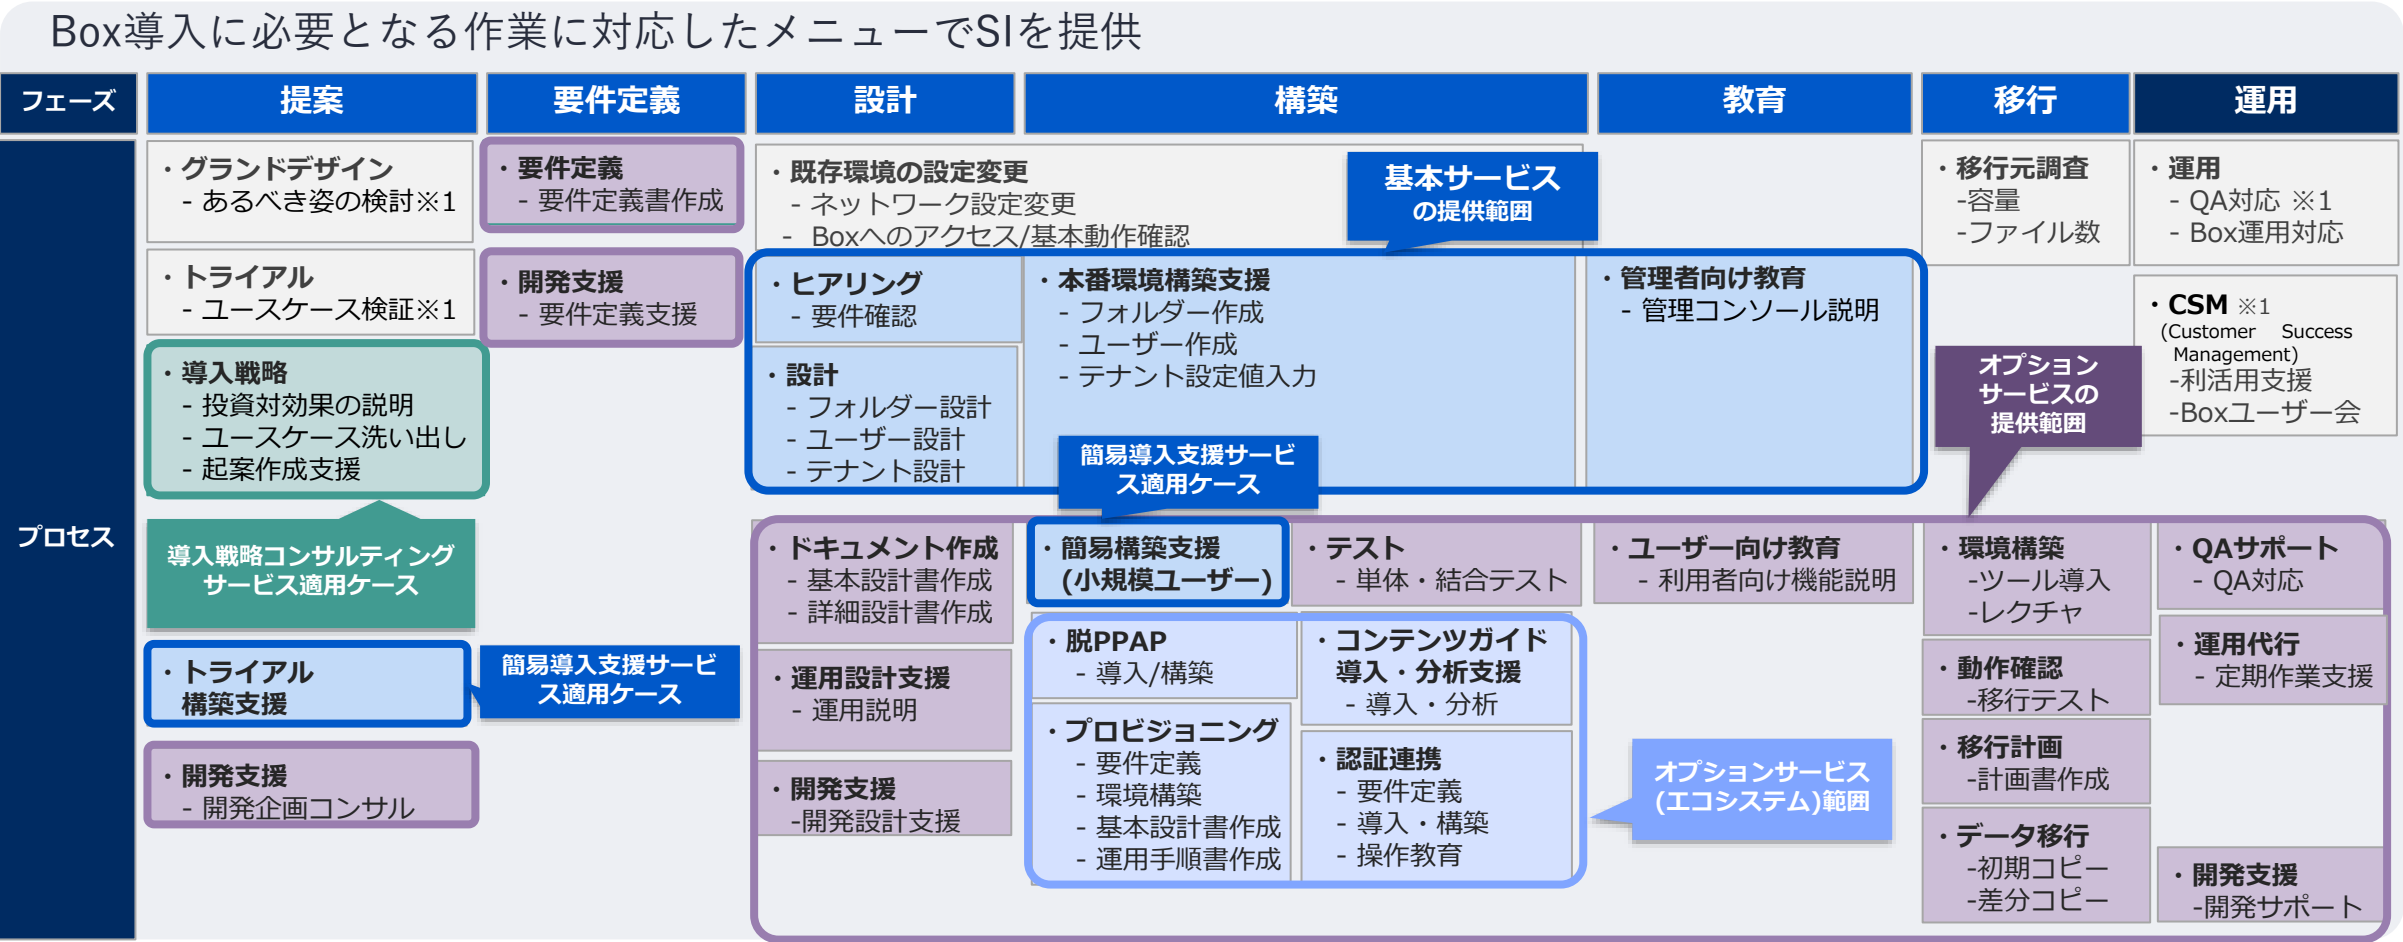 Box導入に必要となる作業に対応したメニューでSIを提供
フェーズ
提案
要件定義
設計
構築
教育
移行
運用
プロセス
・グランドデザイン
- あるべき姿の検討※1
・トライアル
- ユースケース検証※1
・導入戦略
- 投資対効果の説明
- ユースケース洗い出し
- 起案作成支援
導入戦略コンサルティング
サービス適用ケース
・トライアル
構築支援
簡易導入支援サービ
ス適用ケース
・開発支援
- 開発企画コンサル
・要件定義
- 要件定義書作成
・開発支援
- 要件定義支援
・既存環境の設定変更
- ネットワーク設定変更
- Boxへのアクセス/基本動作確認
基本サービス
の提供範囲
・ヒアリング
- 要件確認
・設計
- フォルダー設計
- ユーザー設計
- テナント設計
・本番環境構築支援
- フォルダー作成
- ユーザー作成
- テナント設定値入力
簡易導入支援サービ
ス適用ケース
・管理者向け教育
- 管理コンソール説明
・移行元調査
-容量
-ファイル数
・運用
- QA対応 ※1
- Box運用対応
・CSM ※1
(Customer Success
Management)
-利活用支援
-Boxユーザー会
オプション
サービスの
提供範囲
・ドキュメント作成
- 基本設計書作成
- 詳細設計書作成
・運用設計支援
- 運用説明
・開発支援
-開発設計支援
・簡易構築支援
(小規模ユーザー)
・テスト
- 単体・結合テスト
・脱PPAP
- 導入/構築
・コンテンツガイド
導入・分析支援
- 導入・分析
・プロビジョニング
- 要件定義
- 環境構築
- 基本設計書作成
- 運用手順書作成
・認証連携
- 要件定義
- 導入・構築
- 操作教育
オプションサービス
(エコシステム)範囲
・ユーザー向け教育
- 利用者向け機能説明
・環境構築
-ツール導入
-レクチャ
・動作確認
-移行テスト
・移行計画
-計画書作成
・データ移行
-初期コピー
-差分コピー
・QAサポート
- QA対応
・運用代行
- 定期作業支援
・開発支援
-開発サポート